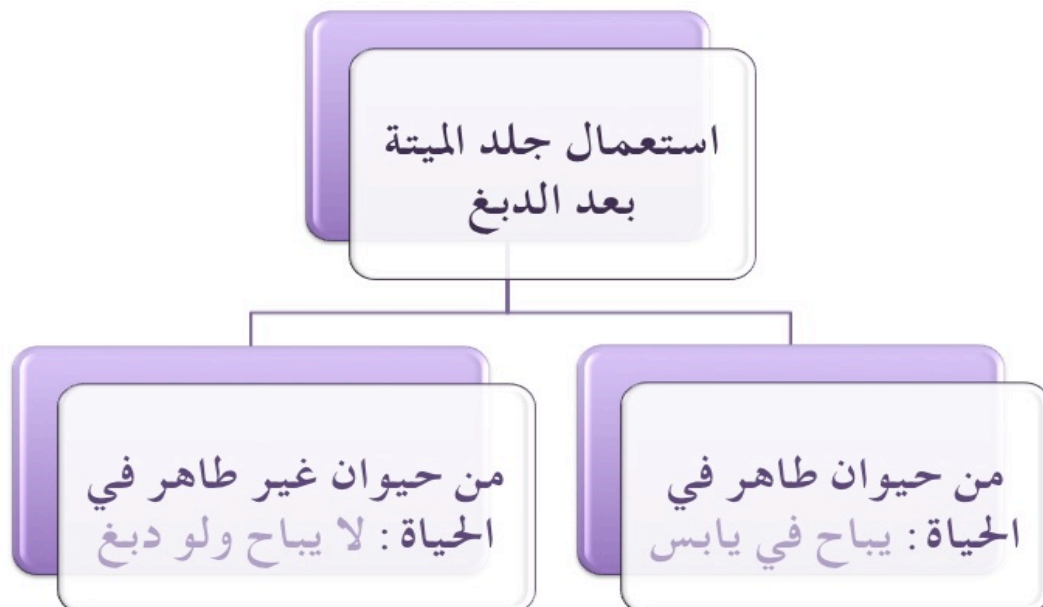 استعمال جلد الميتة
بعد الدبغ
من حيوان طاهر في
الحياة : يباح في يابس
من حيوان غير طاهر في
الحياة : لا يباح ولو دبغ